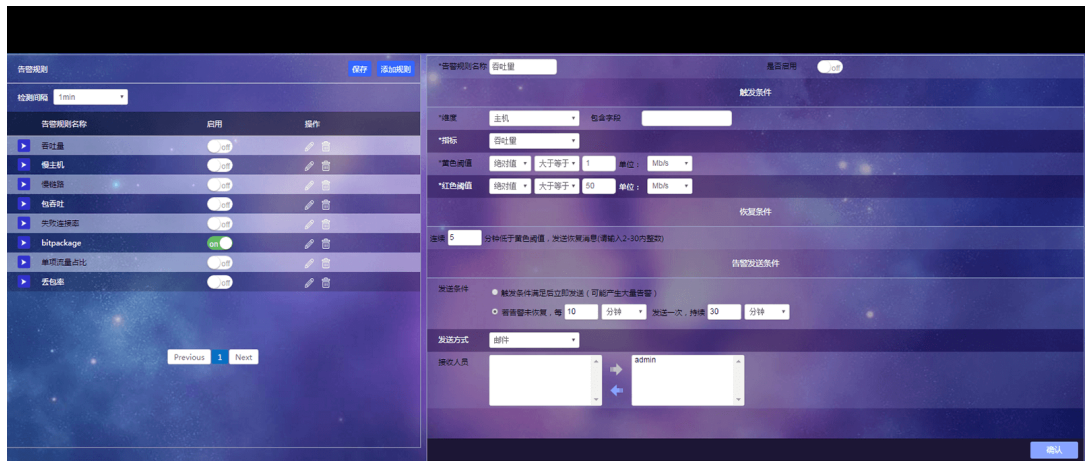 告警规则 保存 添加规则
检测间隔 1min
告警规则名称 启用 操作
吞吐量 off
慢主机 off
慢链路 off
包吞吐 off
失败连接率 off
bitpackage on
单项流量占比 off
丢包率 off
Previous 1 Next
*告警规则名称 吞吐量 是否启用 off
触发条件
*维度 主机 包含字段
*指标 吞吐量
*黄色阈值 绝对值 大于等于 1 单位： Mb/s
*红色阈值 绝对值 大于等于 50 单位： Mb/s
恢复条件
连续 5 分钟低于黄色阈值，发送恢复消息(请输入2-30内整数)
告警发送条件
发送条件 触发条件满足后立即发送（可能产生大量告警）
若告警未恢复，每 10 分钟 发送一次，持续 30 分钟
发送方式 邮件
接收人员 admin
确认